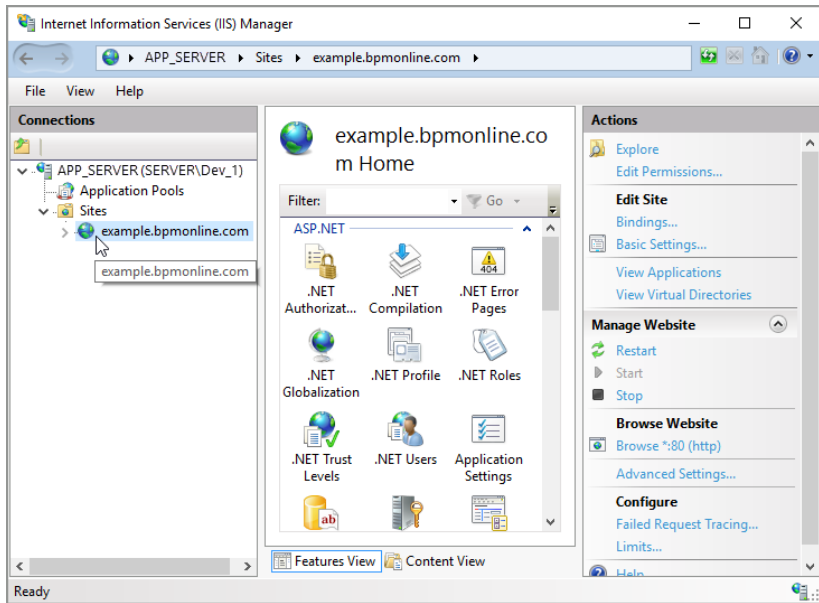 Internet Information Services (IIS) Manager
APP_SERVER
Sites
example.bpmonline.com
File View Help
Connections
APP_SERVER (SERVER\Dev_1)
Application Pools
Sites
example.bpmonline.com
example.bpmonline.com
example.bpmonline.co
m Home
Filter:
Go
ASP.NET
.NET
Authorizat...
.NET
Compilation
404
.NET Error
Pages
.NET
Globalization
.NET Profile
.NET Roles
.NET Trust
Levels
.NET Users
Application
Settings
ab
Features View
Content View
Actions
Explore
Edit Permissions...
Edit Site
Bindings...
Basic Settings...
View Applications
View Virtual Directories
Manage Website
Restart
Start
Stop
Browse Website
Browse *:80 (http)
Advanced Settings...
Configure
Failed Request Tracing...
Limits...
Help
Ready